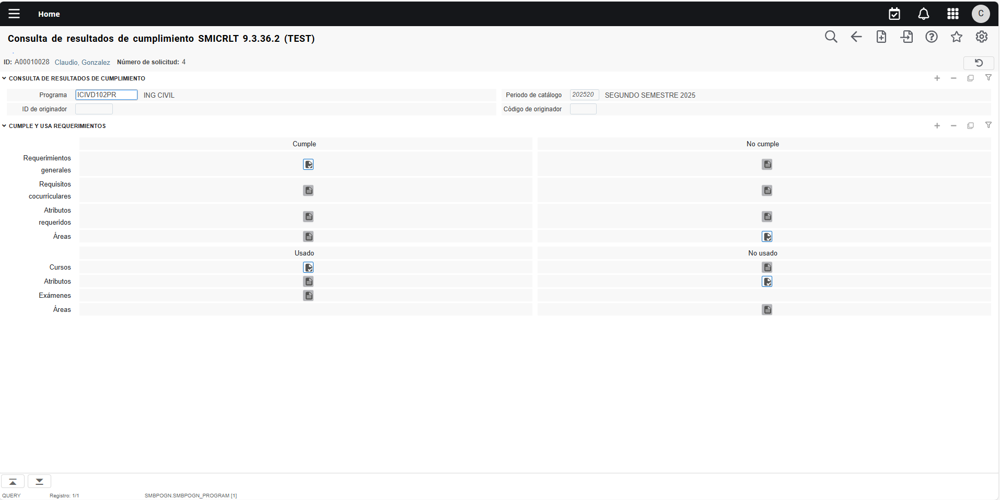 Home
C
Consulta de resultados de cumplimiento SMICRLT 9.3.36.2 (TEST)
ID: A00010028 Claudio, Gonzalez Número de solicitud: 4
CONSULTA DE RESULTADOS DE CUMPLIMIENTO
Programa ICIVD102PR ING CIVIL Periodo de catálogo 202520 SEGUNDO SEMESTRE 2025
ID de originador Código de originador
CUMPLE Y USA REQUERIMIENTOS
Cumple No cumple
Requerimientos
generales
Requisitos
cocurriculares
Atributos
requeridos
Áreas
Usado No usado
Cursos
Atributos
Exámenes
Áreas
QUERY Registro: 1/1 SMBPOGN.SMBPOGN_PROGRAM [1]